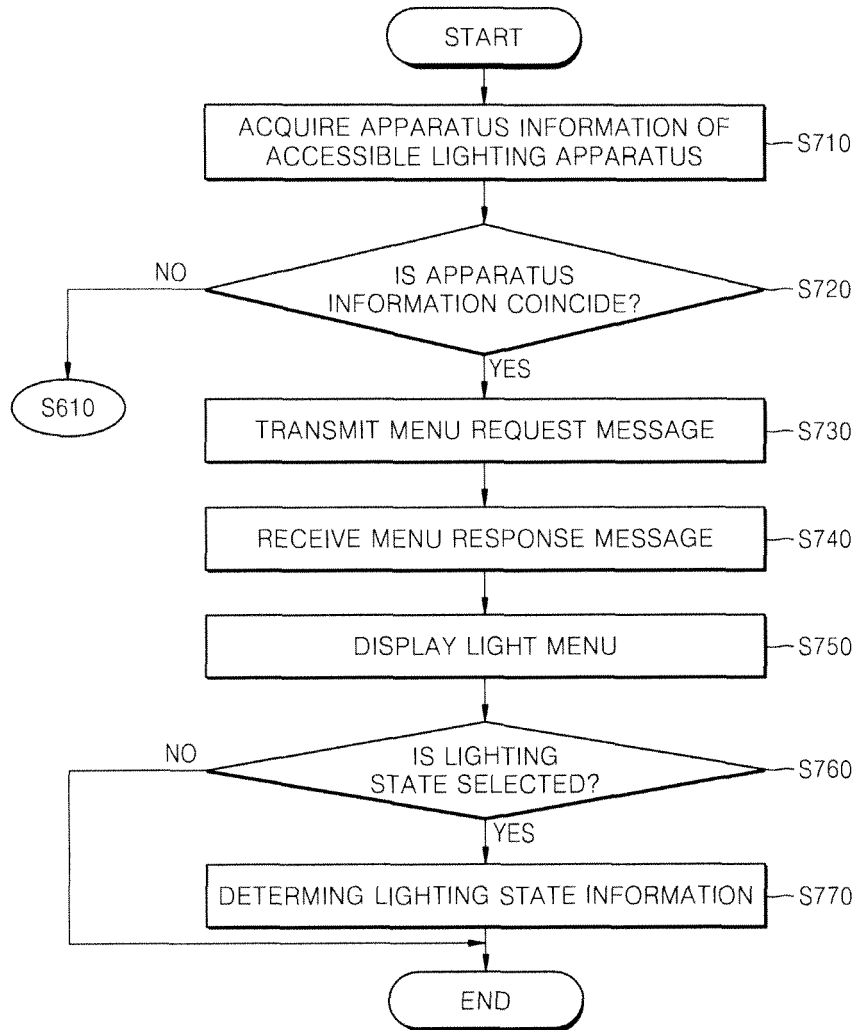 START
ACQUIRE APPARATUS INFORMATION OF
ACCESSIBLE LIGHTING APPARATUS
S710
NO
IS APPARATUS
INFORMATION COINCIDE?
S720
YES
S610
TRANSMIT MENU REQUEST MESSAGE
S730
RECEIVE MENU RESPONSE MESSAGE
S740
DISPLAY LIGHT MENU
S750
NO
IS LIGHTING
STATE SELECTED?
S760
YES
DETERMING LIGHTING STATE INFORMATION
S770
END